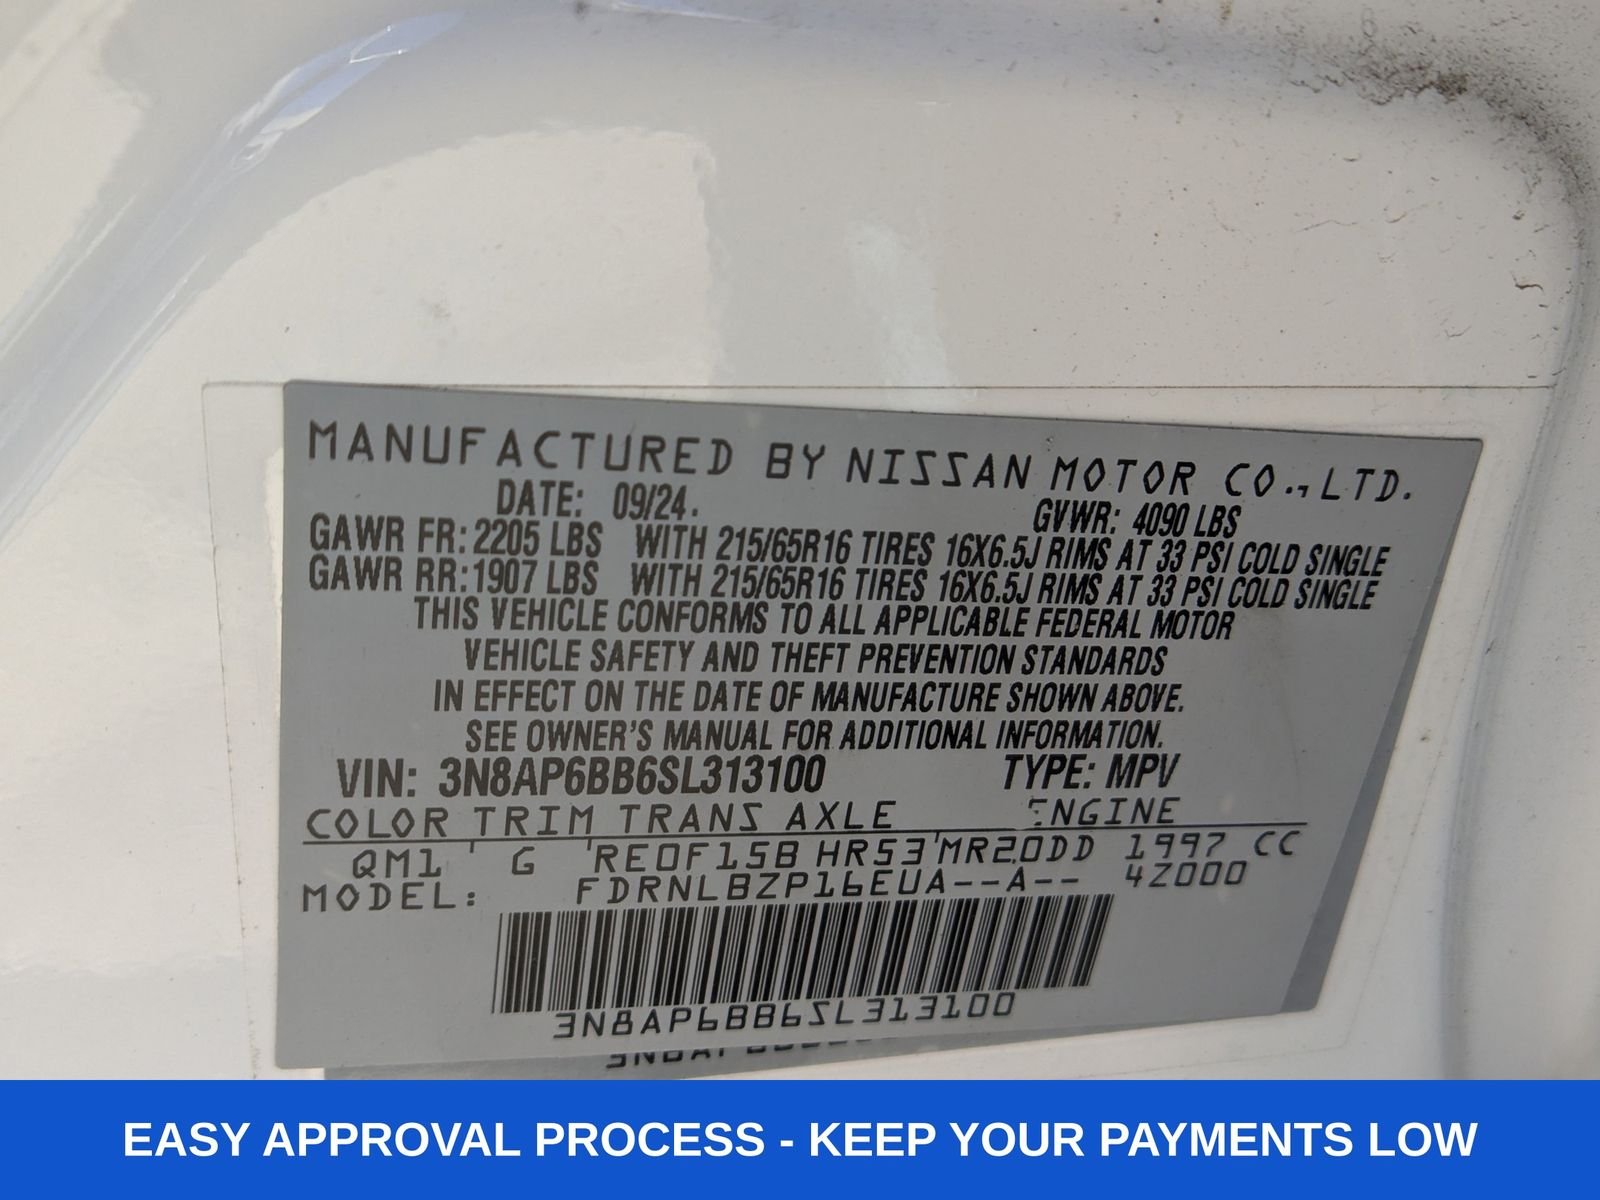 MANUFACTURED BY NISSAN MOTOR CO., LTD.
DATE: 09/24.
GVWR: 4090 LBS
GAWR FR: 2205 LBS WITH 215/65R16 TIRES 16X6.5J RIMS AT 33 PSI COLD SINGLE
GAWR RR: 1907 LBS WITH 215/65R16 TIRES 16X6.5J RIMS AT 33 PSI COLD SINGLE
THIS VEHICLE CONFORMS TO ALL APPLICABLE FEDERAL MOTOR
VEHICLE SAFETY AND THEFT PREVENTION STANDARDS
IN EFFECT ON THE DATE OF MANUFACTURE SHOWN ABOVE.
SEE OWNER'S MANUAL FOR ADDITIONAL INFORMATION.
VIN: 3N8AP6BB6SL313100 TYPE: MPV
COLOR TRIM TRANS AXLE ENGINE
QM1 G RE0F15B HR53 MR20DD 1997 CC
MODEL: FDRNLBZP16EUA--A-- 4Z000
3N8AP6BB6SL313100
EASY APPROVAL PROCESS - KEEP YOUR PAYMENTS LOW